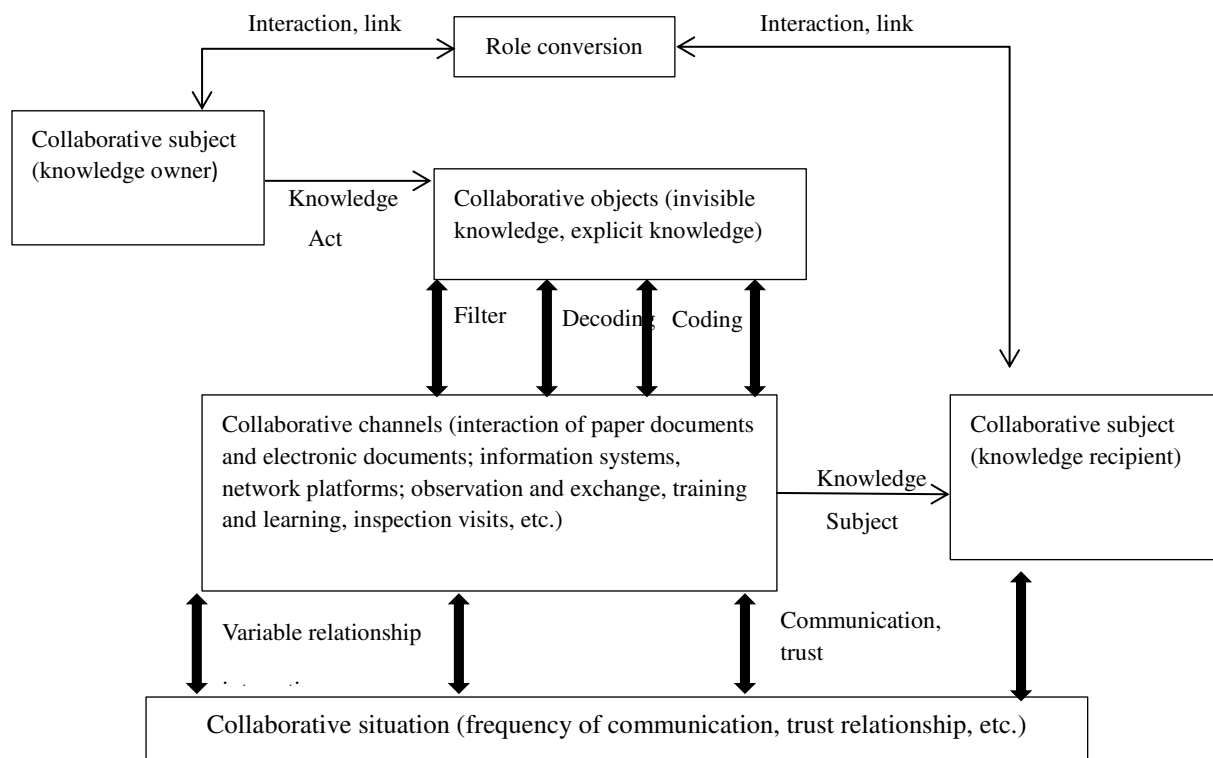 Interaction, link
Interaction, link
Role conversion
Collaborative subject
(knowledge owner)
Knowledge
Act
Collaborative objects (invisible
knowledge, explicit knowledge)
Filter
Decoding
Coding
Collaborative channels (interaction of paper documents
and electronic documents; information systems,
network platforms; observation and exchange, training
and learning, inspection visits, etc.)
Knowledge
Subject
Collaborative subject
(knowledge recipient)
Variable relationship
Communication,
trust
Collaborative situation (frequency of communication, trust relationship, etc.)